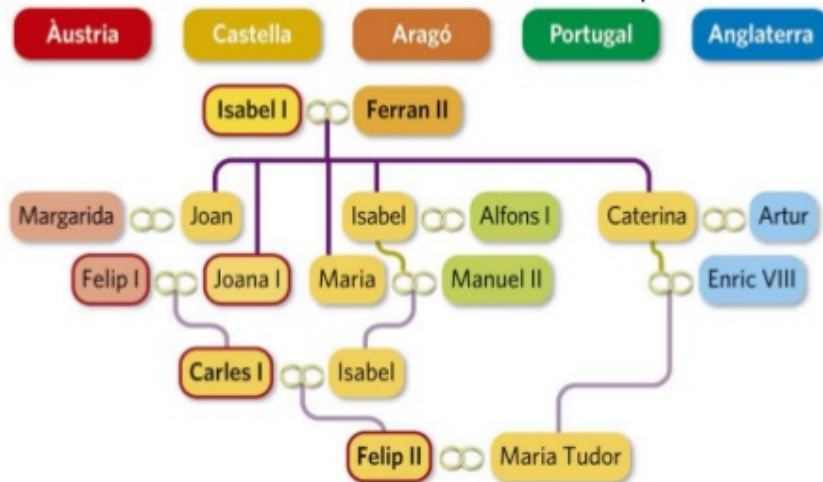 Àustria Castella Aragó Portugal Anglaterra
Isabel I Ferran II
Margarida Joan Isabel Alfons I Caterina Artur
Felip I Joana I Maria Manuel II Enric VIII
Carles I Isabel
Felip II Maria Tudor